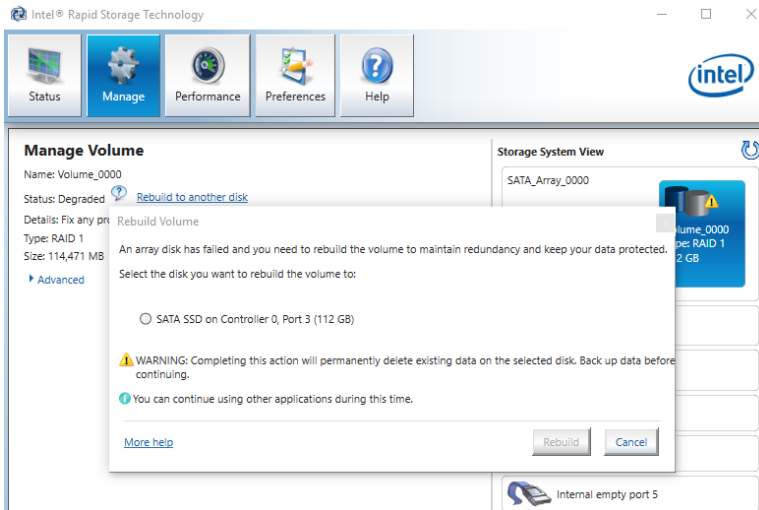 Intel® Rapid Storage Technology
Status
Manage
Performance
Preferences
Help
intel
Manage Volume
Name: Volume_0000
Status: Degraded
Rebuild to another disk
Details: Fix any pro
Type: RAID 1
Size: 114,471 MB
Advanced
Storage System View
SATA_Array_0000
lume_0000
pe: RAID 1
2 GB
Internal empty port 5
Rebuild Volume
x
An array disk has failed and you need to rebuild the volume to maintain redundancy and keep your data protected.
Select the disk you want to rebuild the volume to:
SATA SSD on Controller 0, Port 3 (112 GB)
WARNING: Completing this action will permanently delete existing data on the selected disk. Back up data before
continuing.
You can continue using other applications during this time.
More help
Rebuild
Cancel